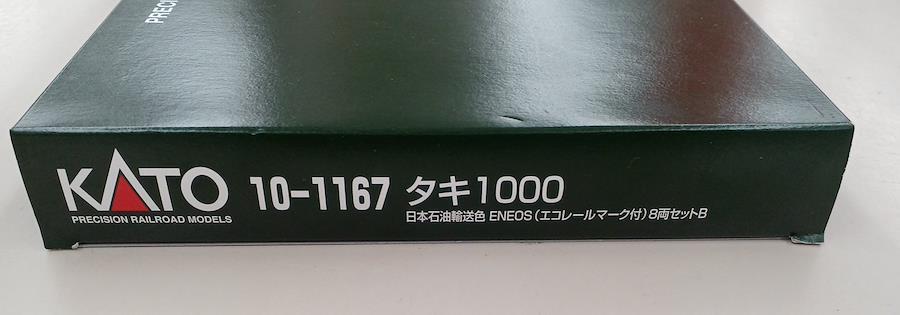 PREC
KATO
PRECISION RAILROAD MODELS
10-1167 タキ1000
日本石油輸送色 ENEOS(エコレールマーク付)8両セットB